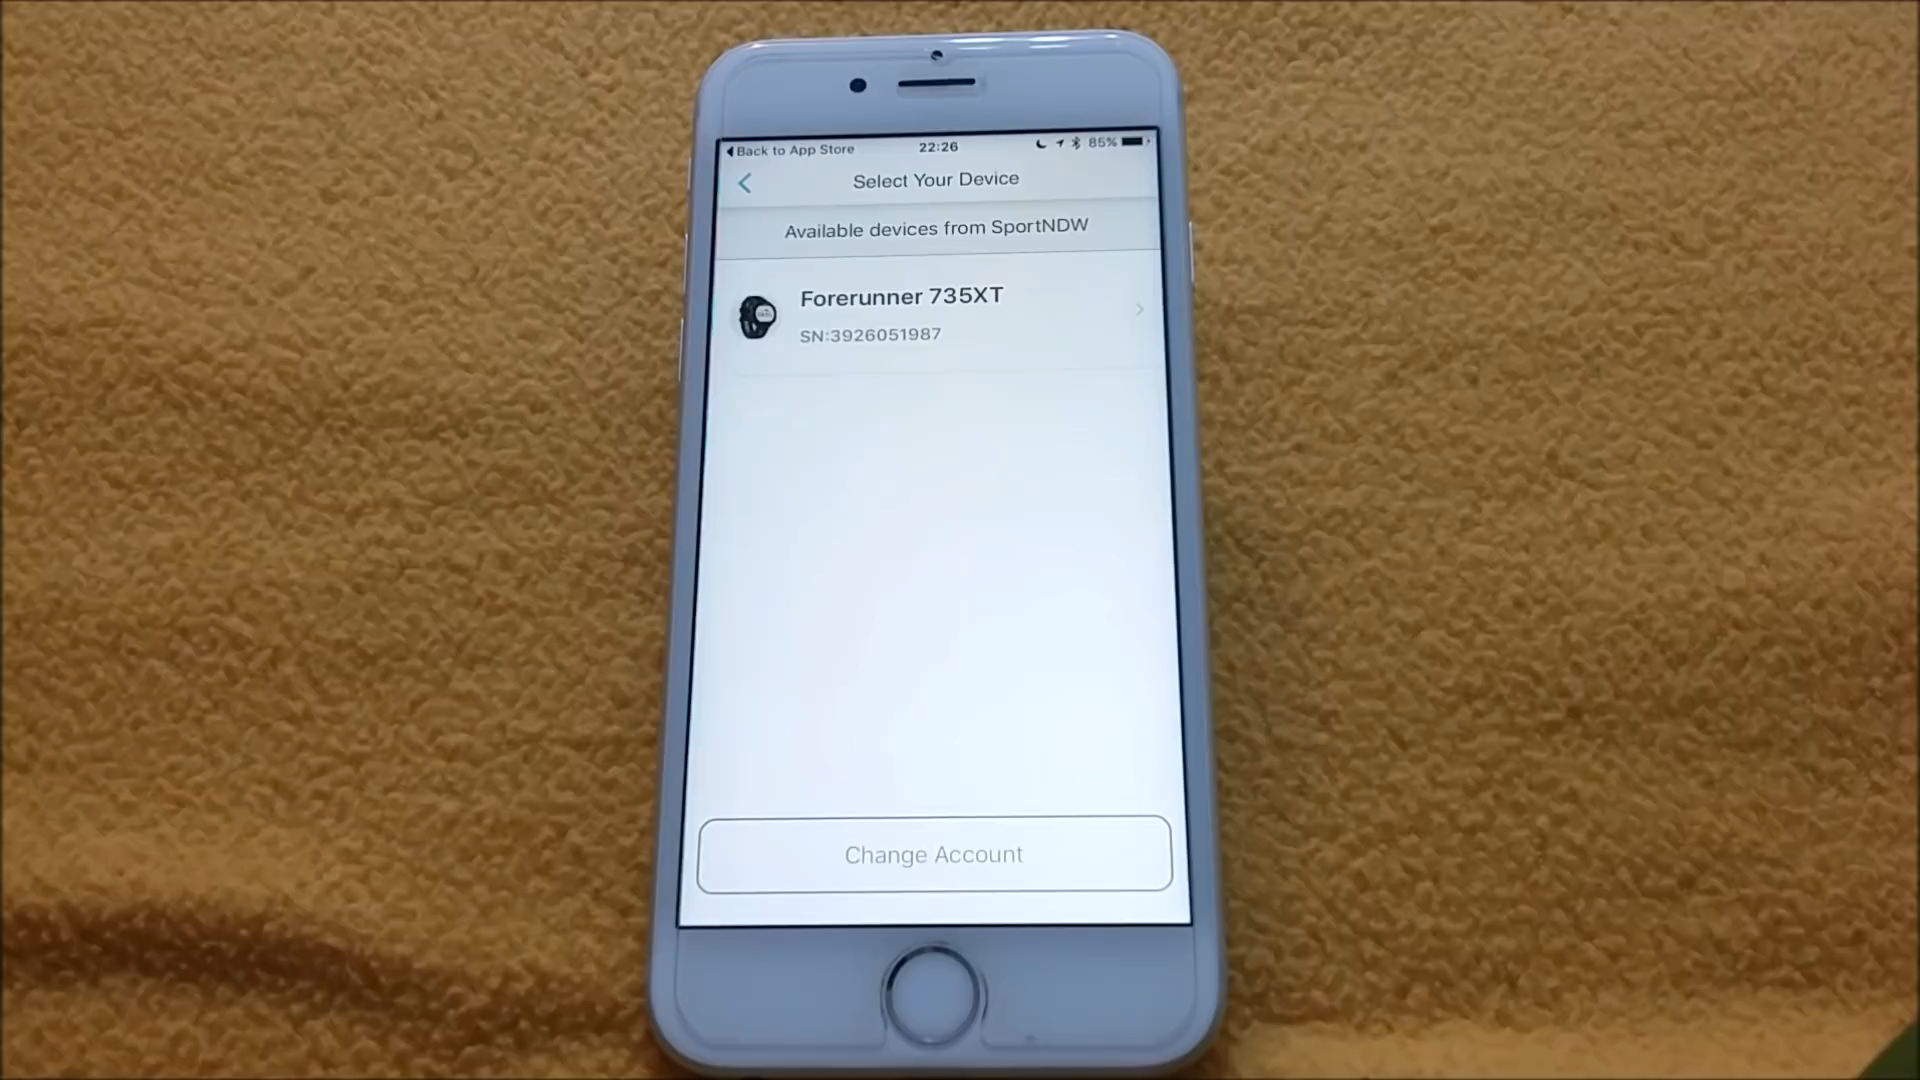 Back to App Store 22:26 85%
Select Your Device
Available devices from SportNDW
Forerunner 735XT
SN:3926051987
Change Account